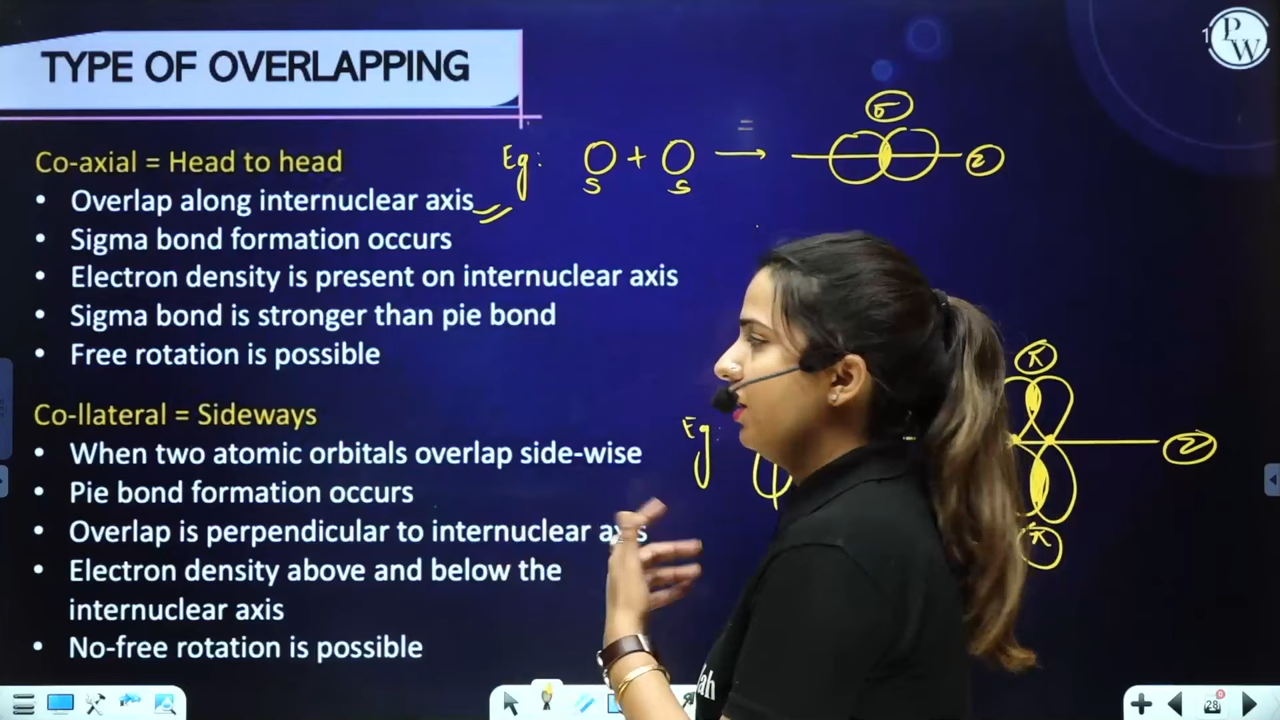 TYPE OF OVERLAPPING
PW
Co-axial = Head to head
• Overlap along internuclear axis
• Sigma bond formation occurs
• Electron density is present on internuclear axis
• Sigma bond is stronger than pie bond
• Free rotation is possible
Eg: s + s →
σ
z
Co-llateral = Sideways
• When two atomic orbitals overlap side-wise
• Pie bond formation occurs
• Overlap is perpendicular to internuclear axis
• Electron density above and below the
internuclear axis
• No-free rotation is possible
Eg:
π
z
π
ah
28